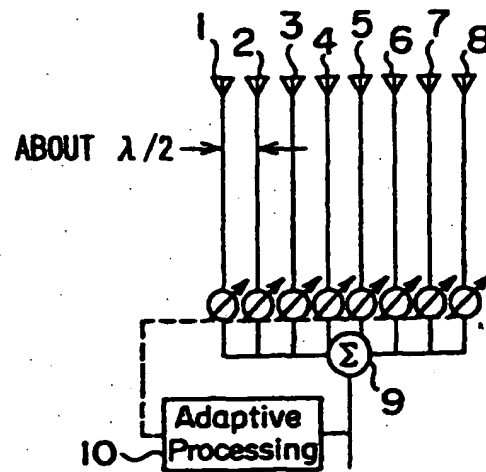 1 2 3 4 5 6 7 8
ABOUT λ/2
Σ
9
Adaptive
Processing
10